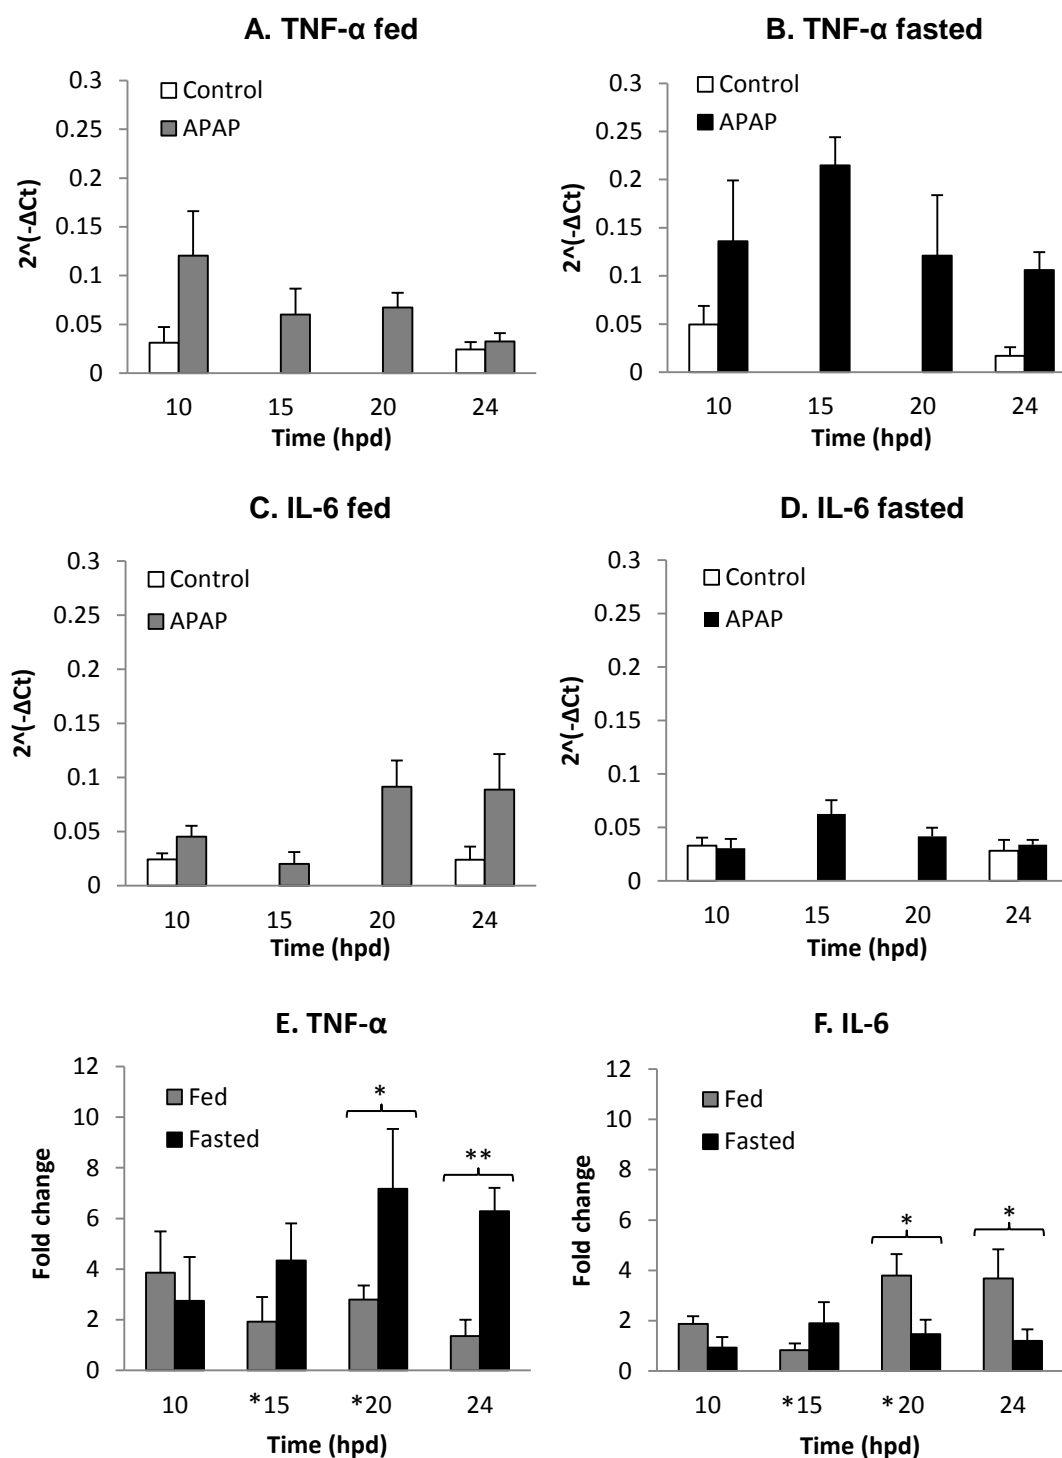 A. TNF-α fed
0.3
0.25
0.2
0.15
0.1
0.05
0
2^(-ΔCt)
Control
APAP
10 15 20 24
Time (hpd)
B. TNF-α fasted
0.3
0.25
0.2
0.15
0.1
0.05
0
2^(-ΔCt)
Control
APAP
10 15 20 24
Time (hpd)
C. IL-6 fed
0.3
0.25
0.2
0.15
0.1
0.05
0
2^(-ΔCt)
Control
APAP
10 15 20 24
Time (hpd)
D. IL-6 fasted
0.3
0.25
0.2
0.15
0.1
0.05
0
2^(-ΔCt)
Control
APAP
10 15 20 24
Time (hpd)
E. TNF-α
12
10
8
6
4
2
0
Fold change
Fed
Fasted
*
**
10 *15 *20 24
Time (hpd)
F. IL-6
12
10
8
6
4
2
0
Fold change
Fed
Fasted
*
*
10 *15 *20 24
Time (hpd)